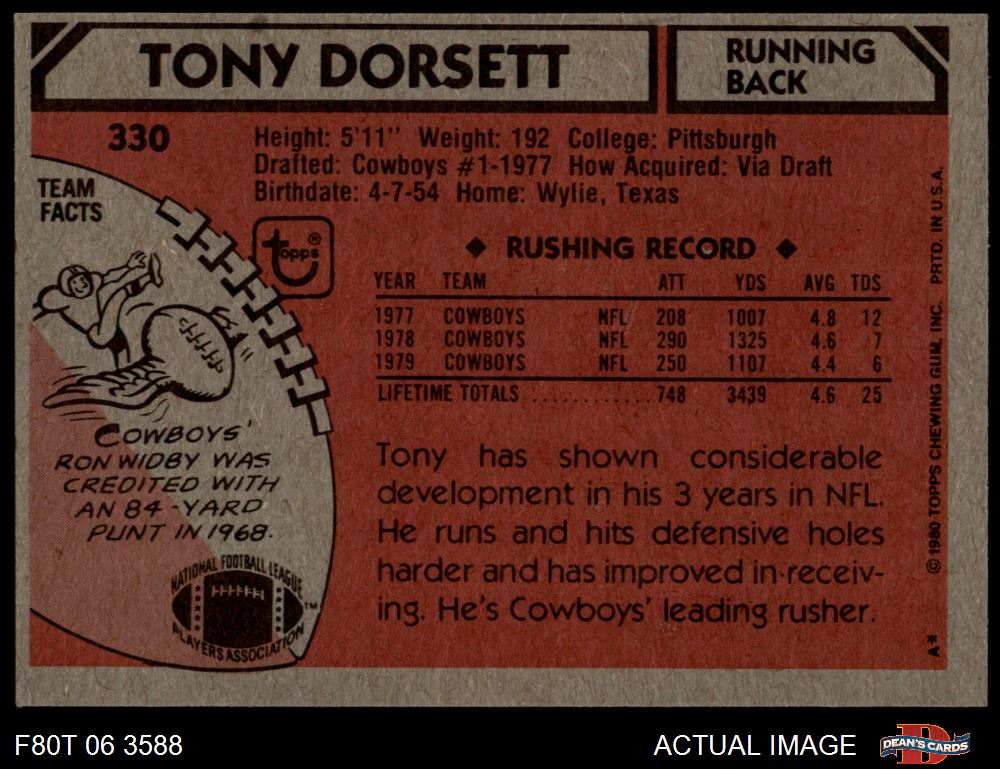 TONY DORSETT
RUNNING
BACK
330
Height: 5'11" Weight: 192 College: Pittsburgh
Drafted: Cowboys #1-1977 How Acquired: Via Draft
Birthdate: 4-7-54 Home: Wylie, Texas
TEAM
FACTS
topps®
◆ RUSHING RECORD ◆
YEAR TEAM ATT YDS AVG TDS
1977 COWBOYS NFL 208 1007 4.8 12
1978 COWBOYS NFL 290 1325 4.6 7
1979 COWBOYS NFL 250 1107 4.4 6
LIFETIME TOTALS ............ 748 3439 4.6 25
COWBOYS'
RON WIDBY WAS
CREDITED WITH
AN 84-YARD
PUNT IN 1968.
NATIONAL FOOTBALL LEAGUE
PLAYERS ASSOCIATION
TM
Tony has shown considerable
development in his 3 years in NFL.
He runs and hits defensive holes
harder and has improved in receiv-
ing. He's Cowboys' leading rusher.
© 1980 TOPPS CHEWING GUM, INC. PRTD. IN U.S.A.
A*
F80T 06 3588
ACTUAL IMAGE
DEAN'S CARDS